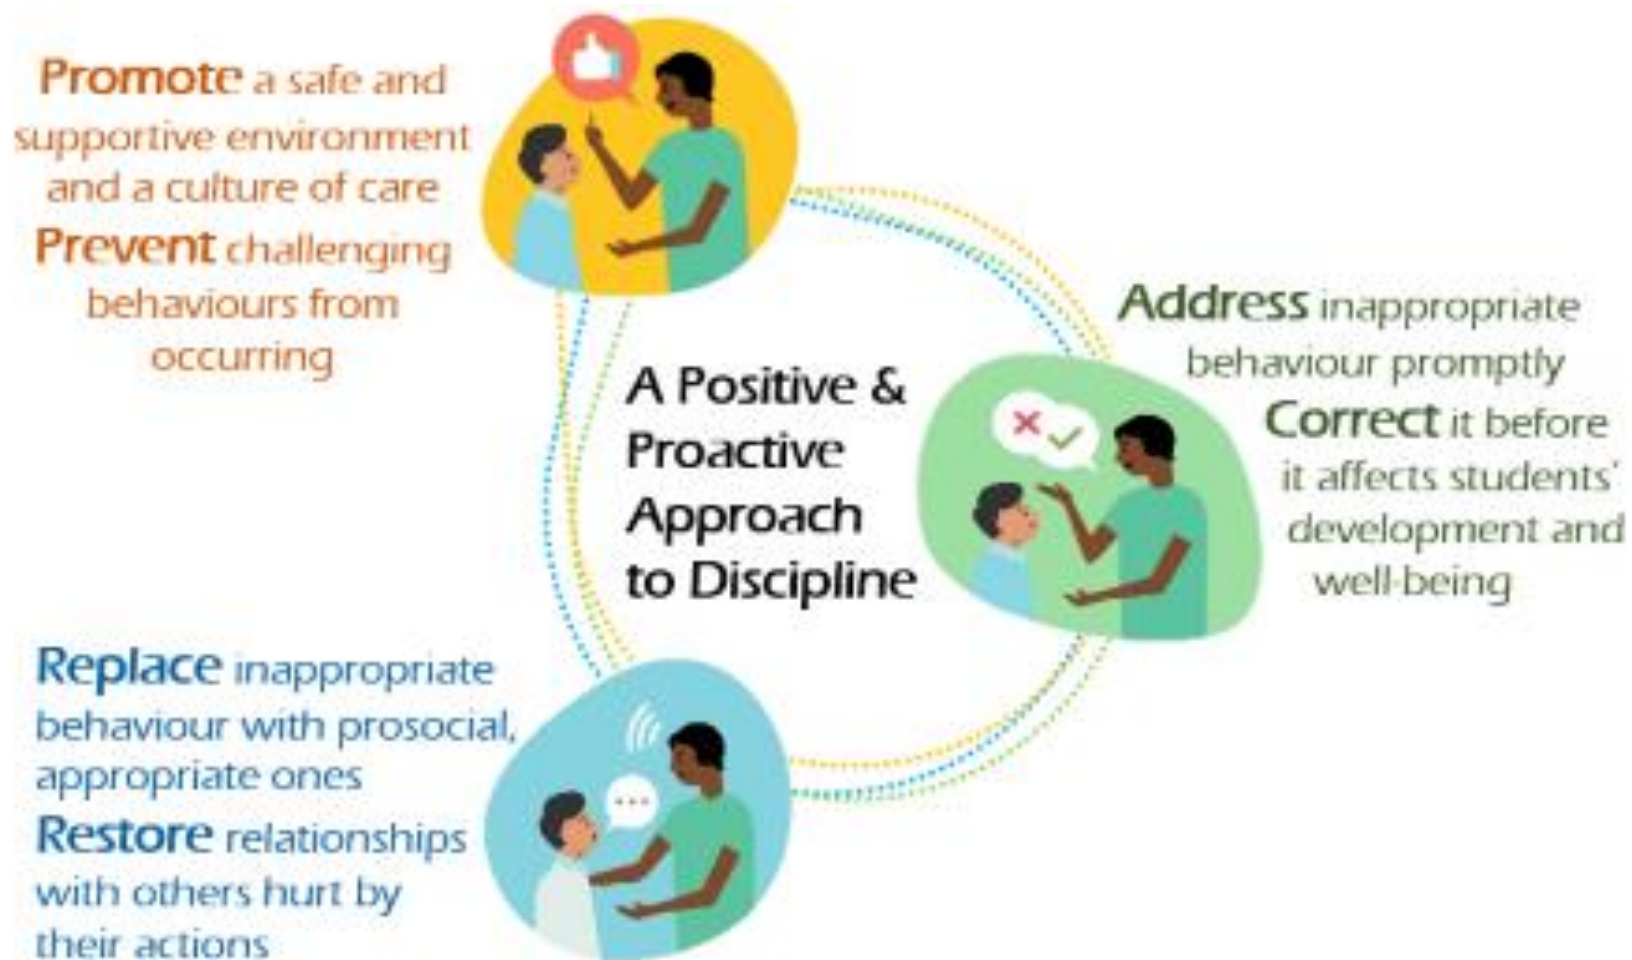 Promote a safe and
supportive environment
and a culture of care
Prevent challenging
behaviours from
occurring
A Positive &
Proactive
Approach
to Discipline
Address inappropriate
behaviour promptly
Correct it before
it affects students'
development and
well-being
Replace inappropriate
behaviour with prosocial,
appropriate ones
Restore relationships
with others hurt by
their actions